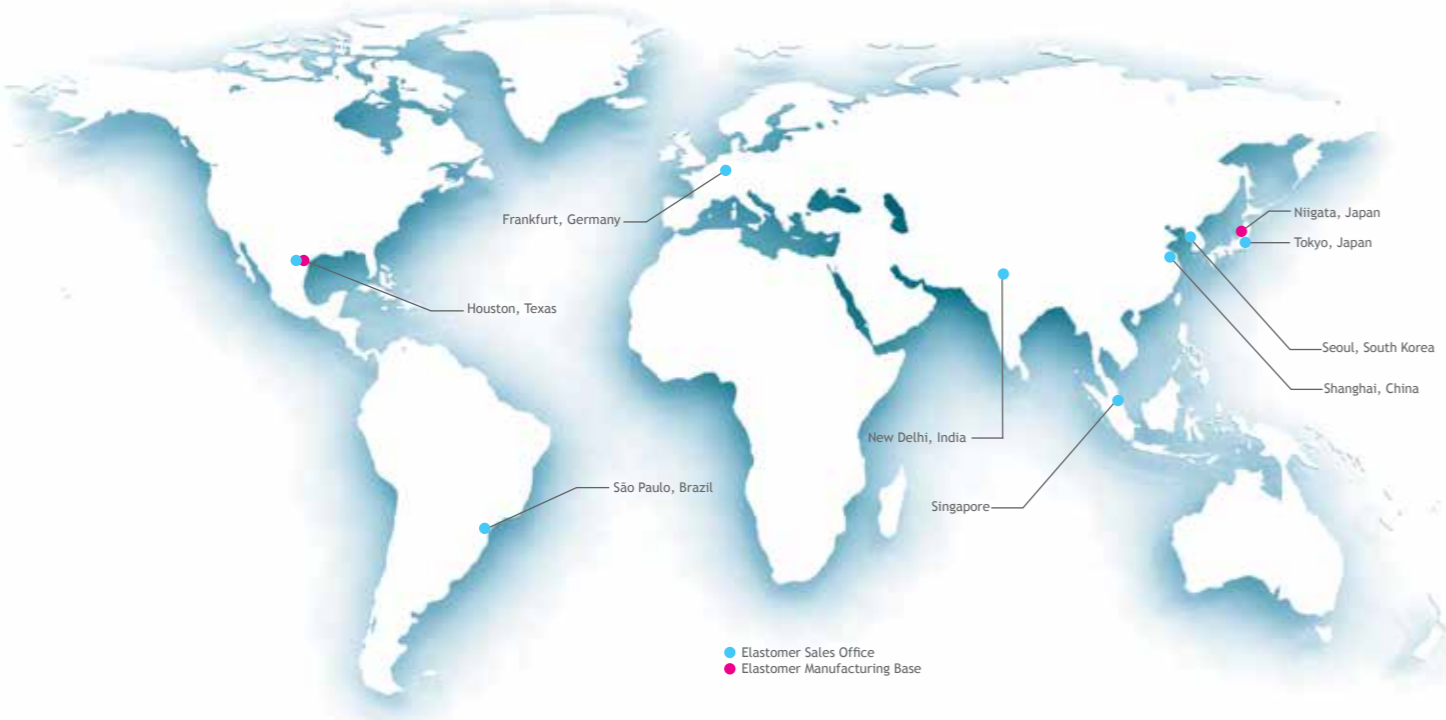 Frankfurt, Germany
Niigata, Japan
Tokyo, Japan
Houston, Texas
Seoul, South Korea
Shanghai, China
New Delhi, India
São Paulo, Brazil
Singapore
Elastomer Sales Office
Elastomer Manufacturing Base